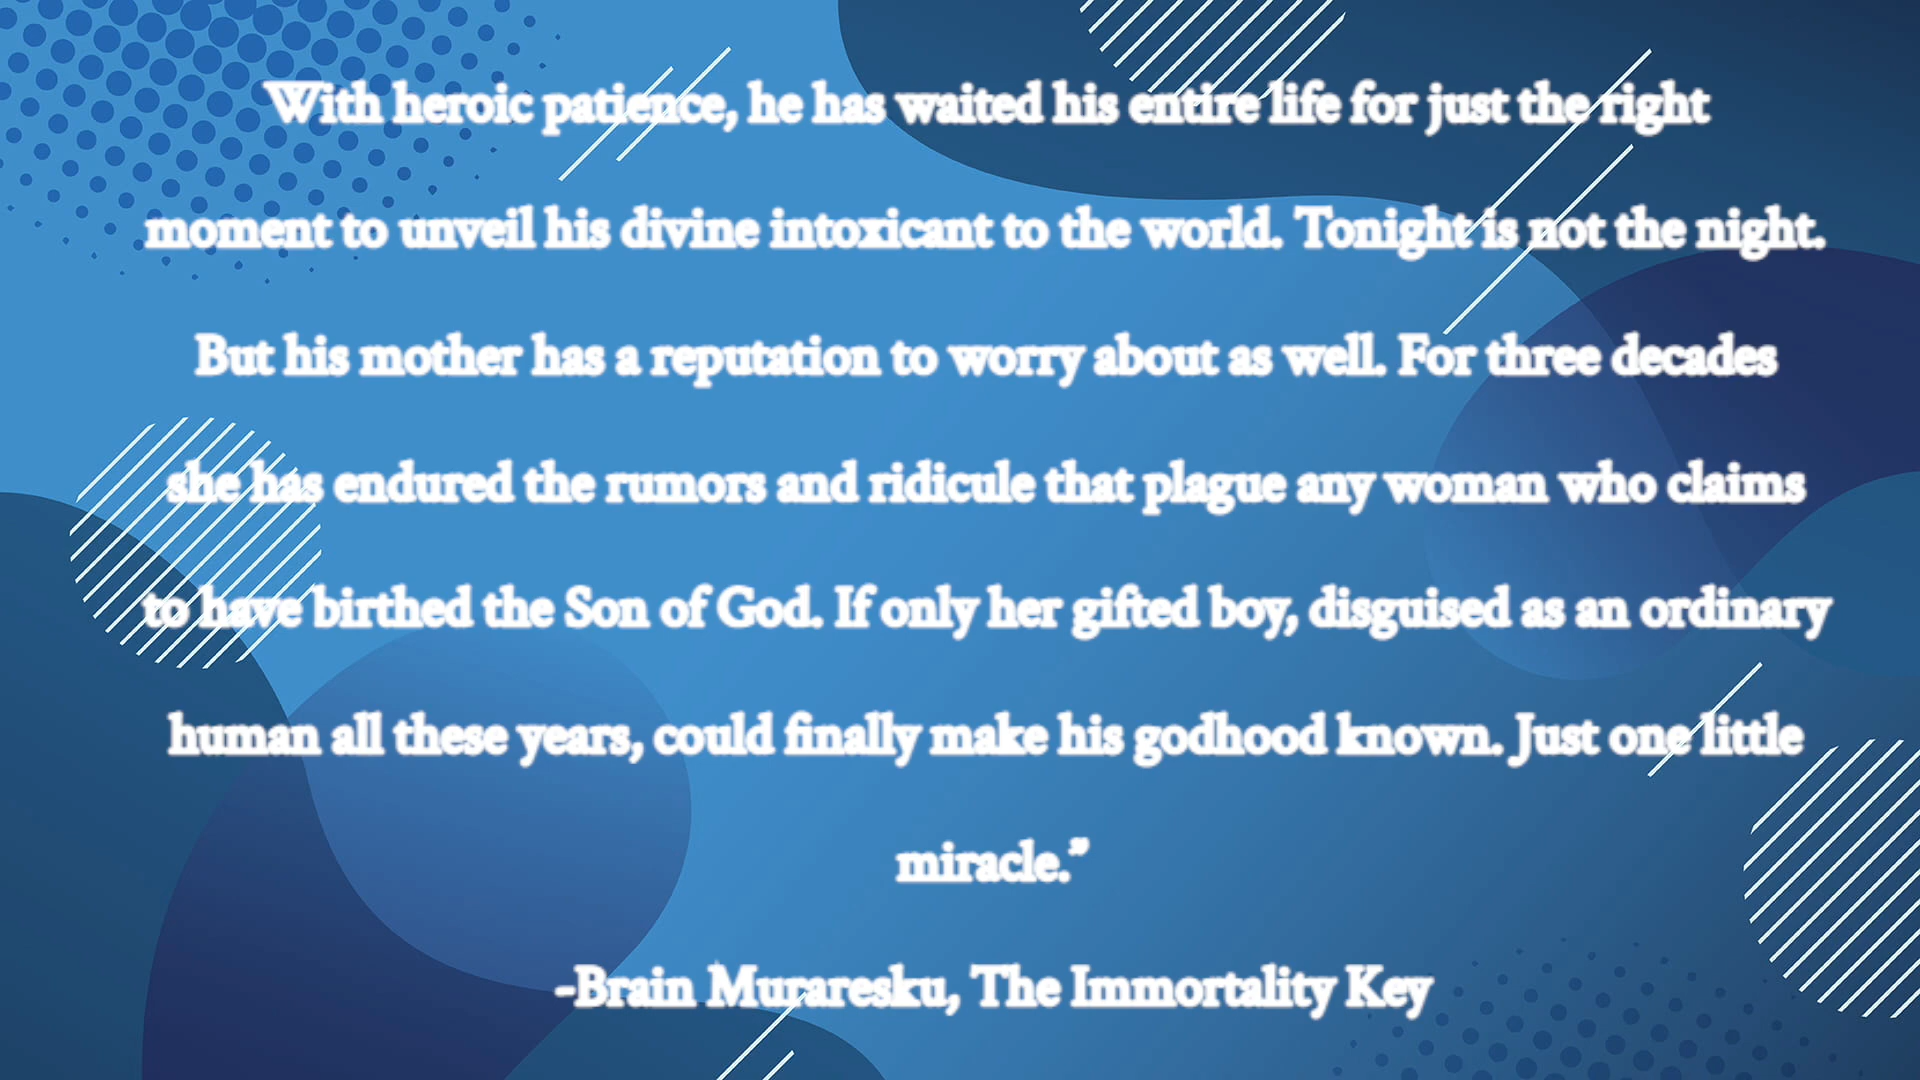 With heroic patience, he has waited his entire life for just the right
moment to unveil his divine intoxicant to the world. Tonight is not the night.
But his mother has a reputation to worry about as well. For three decades
she has endured the rumors and ridicule that plague any woman who claims
to have birthed the Son of God. If only her gifted boy, disguised as an ordinary
human all these years, could finally make his godhood known. Just one little
miracle.”
-Brain Muraresku, The Immortality Key